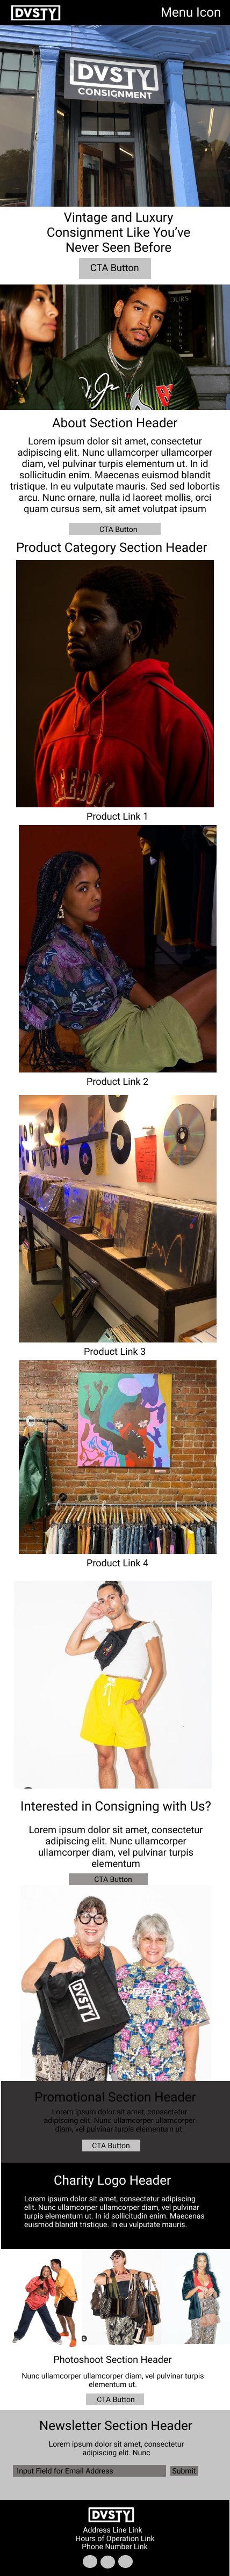 DVSTY
Menu Icon
DVSTY
CONSIGNMENT
Vintage and Luxury
Consignment Like You've
Never Seen Before
CTA Button
About Section Header
Lorem ipsum dolor sit amet, consectetur
adipiscing elit. Nunc ullamcorper ullamcorper
diam, vel pulvinar turpis elementum ut. In id
sollicitudin enim. Maecenas euismod blandit
tristique. In eu vulputate mauris. Sed sed lobortis
arcu. Nunc ornare, nulla id laoreet mollis, orci
quam cursus sem, sit amet volutpat ipsum
CTA Button
Product Category Section Header
Product Link 1
Product Link 2
Product Link 3
Product Link 4
Interested in Consigning with Us?
Lorem ipsum dolor sit amet, consectetur
adipiscing elit. Nunc ullamcorper
ullamcorper diam, vel pulvinar turpis
elementum
CTA Button
DVSTY
Promotional Section Header
Lorem ipsum dolor sit amet, consectetur
adipiscing elit. Nunc ullamcorper ullamcorper
diam, vel pulvinar turpis elementum ut.
CTA Button
Charity Logo Header
Lorem ipsum dolor sit amet, consectetur adipiscing
elit. Nunc ullamcorper ullamcorper diam, vel pulvinar
turpis elementum ut. In id sollicitudin enim. Maecenas
euismod blandit tristique. In eu vulputate mauris.
Photoshoot Section Header
Nunc ullamcorper ullamcorper diam, vel pulvinar turpis
elementum ut.
CTA Button
Newsletter Section Header
Lorem ipsum dolor sit amet, consectetur
adipiscing elit. Nunc
Input Field for Email Address
Submit
DVSTY
Address Line Link
Hours of Operation Link
Phone Number Link